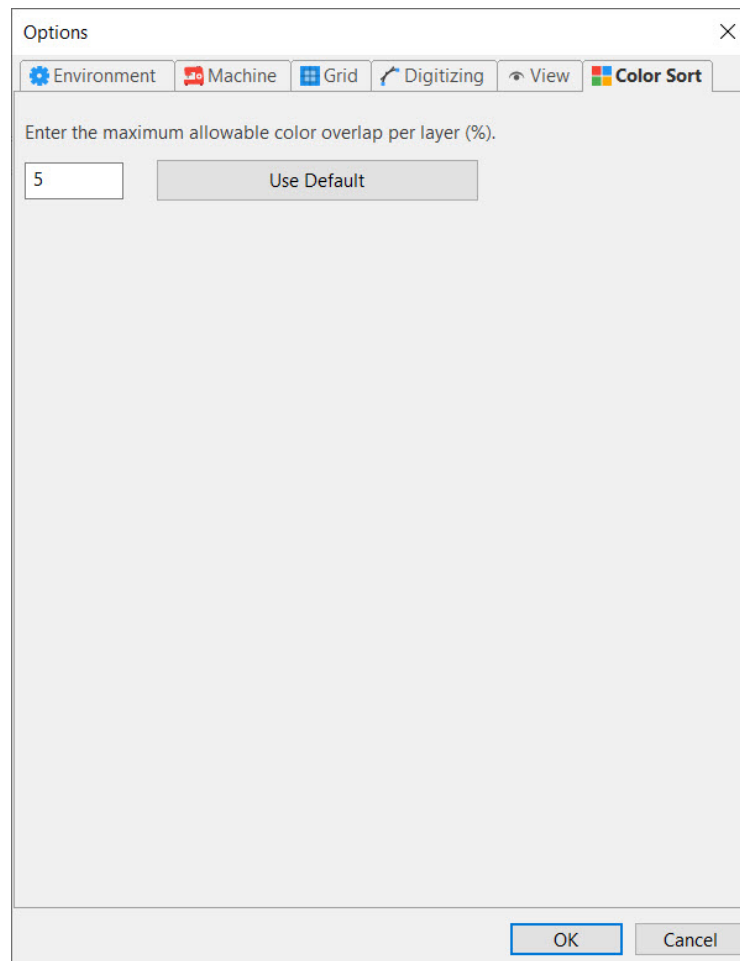 Options
Environment Machine Grid Digitizing View Color Sort
Enter the maximum allowable color overlap per layer (%).
5 Use Default
OK Cancel